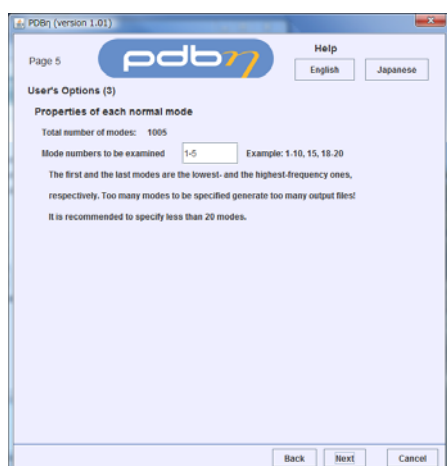 PDBη (version 1.01)
Page 5
pdbη
Help
English
Japanese
User's Options (3)
Properties of each normal mode
Total number of modes: 1005
Mode numbers to be examined 1-5 Example: 1-10, 15, 18-20
The first and the last modes are the lowest- and the highest-frequency ones,
respectively. Too many modes to be specified generate too many output files!
It is recommended to specify less than 20 modes.
Back Next Cancel